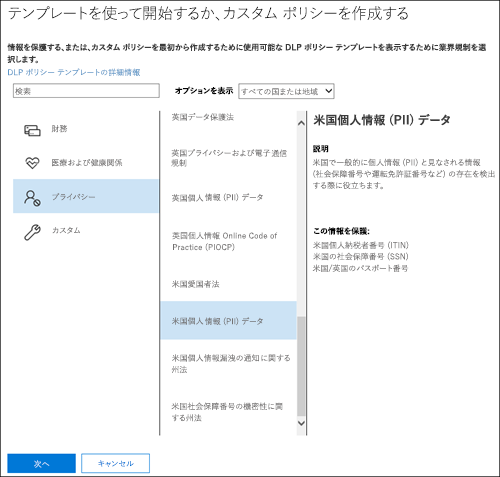 テンプレートを使って開始するか、カスタム ポリシーを作成する
情報を保護する、または、カスタム ポリシーを最初から作成するために使用可能な DLP ポリシー テンプレートを表示するために業界規制を選
択します。
DLP ポリシー テンプレートの詳細情報
検索
オプションを表示
すべての国または地域
財務
医療および健康関係
プライバシー
カスタム
英国データ保護法
英国プライバシーおよび電子通信
規制
英国個人情報 (PII) データ
英国個人情報 Online Code of
Practice (PIOCP)
米国愛国者法
米国個人情報 (PII) データ
米国個人情報漏洩の通知に関する
州法
米国社会保障番号の機密性に関
する州法
米国個人情報 (PII) データ
説明
米国で一般的に個人情報 (PII) と見なされる情報
(社会保障番号や運転免許証番号など) の存在を検出
する際に役立ちます。
この情報を保護:
米国個人納税者番号 (ITIN)
米国の社会保障番号 (SSN)
米国/英国のパスポート番号
次へ
キャンセル